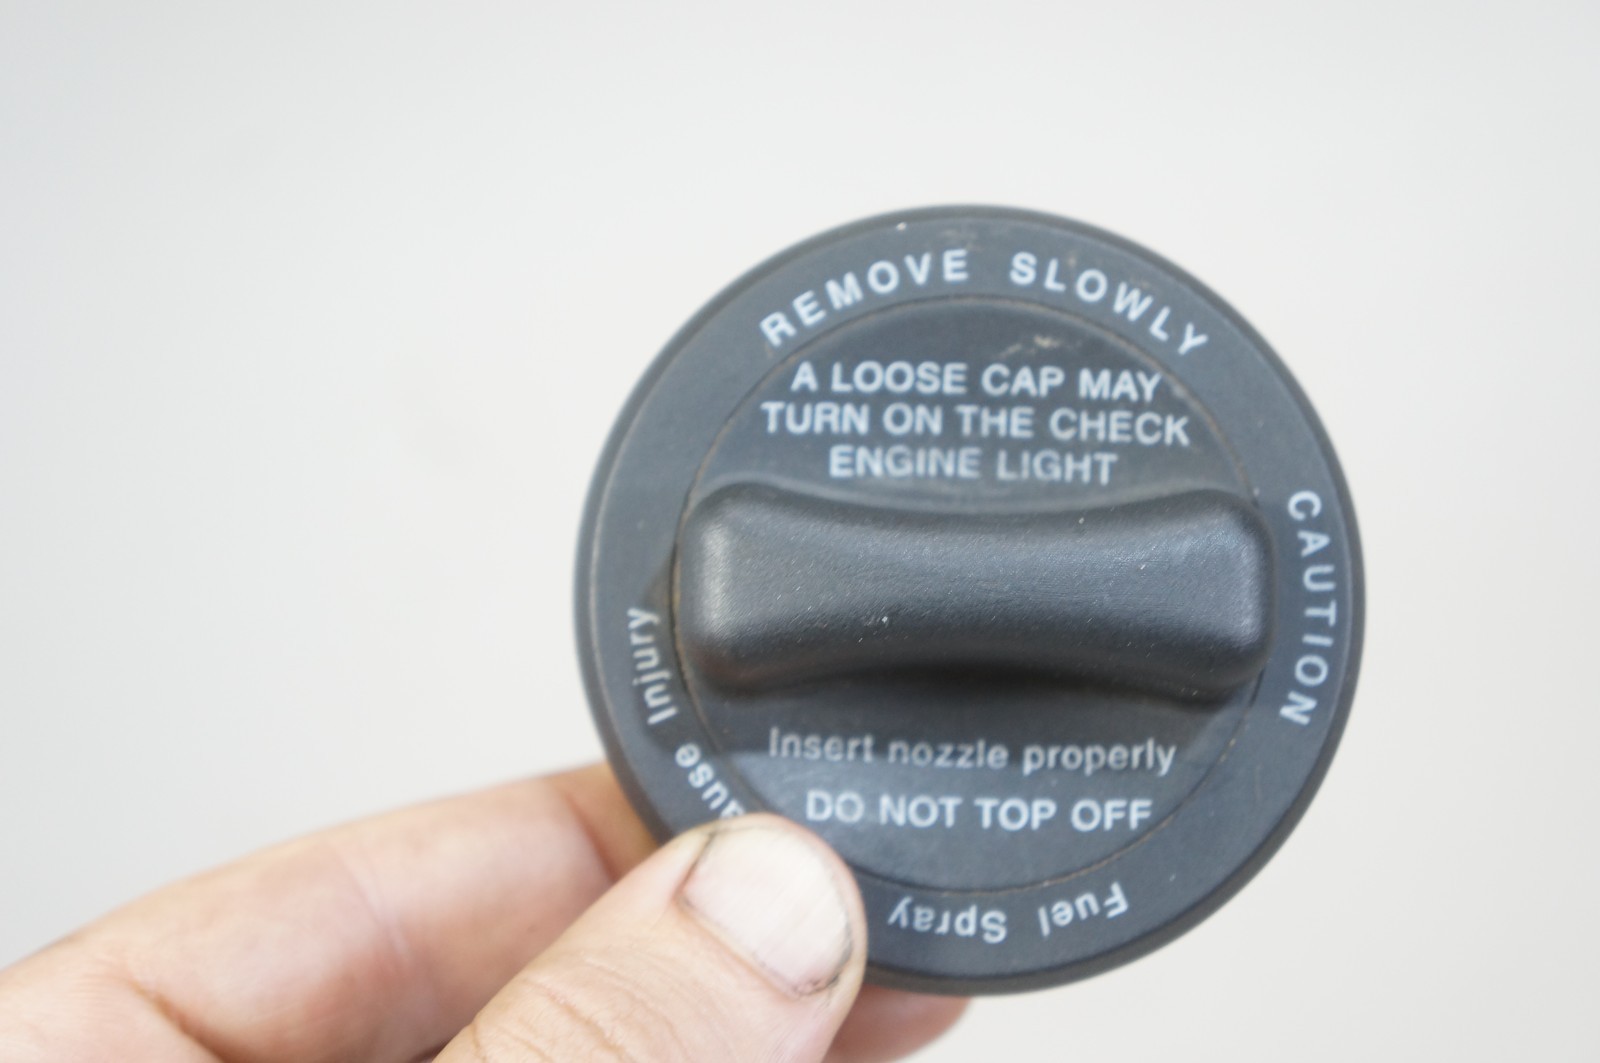 REMOVE SLOWLY
CAUTION
Fuel Spray
ause Injury
A LOOSE CAP MAY
TURN ON THE CHECK
ENGINE LIGHT
Insert nozzle properly
DO NOT TOP OFF